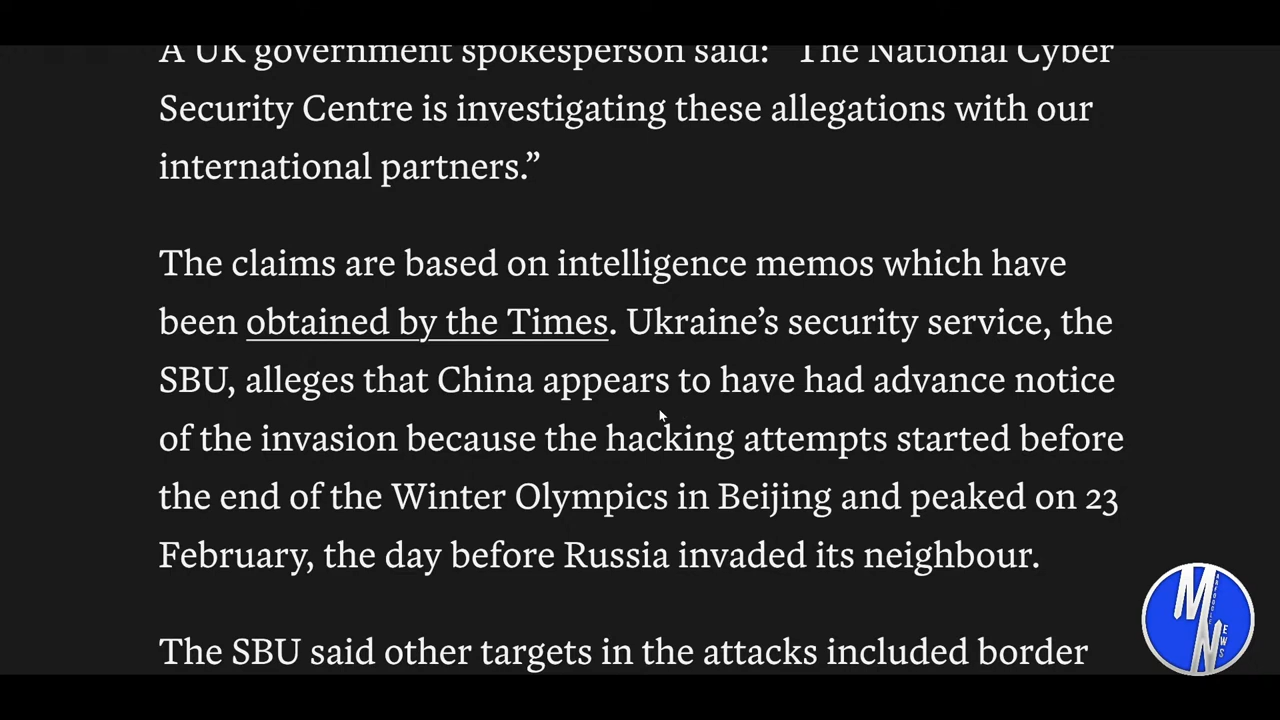 A UK government spokesperson said: “The National Cyber
Security Centre is investigating these allegations with our
international partners.”
The claims are based on intelligence memos which have
been obtained by the Times. Ukraine’s security service, the
SBU, alleges that China appears to have had advance notice
of the invasion because the hacking attempts started before
the end of the Winter Olympics in Beijing and peaked on 23
February, the day before Russia invaded its neighbour.
The SBU said other targets in the attacks included border
MN
EWS